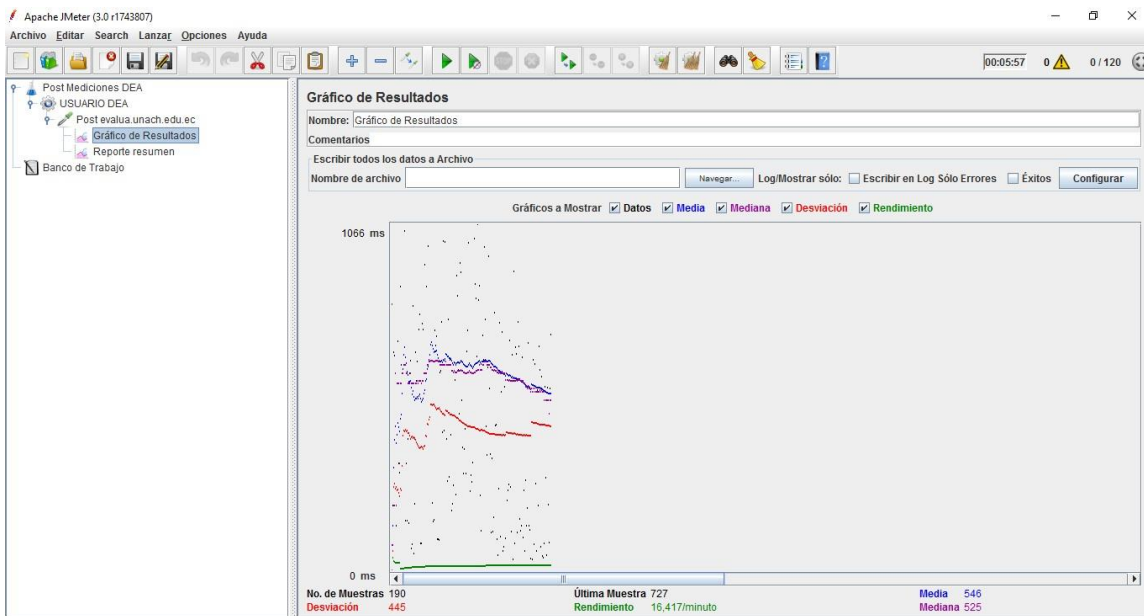 Apache JMeter (3.0 r1743807)
Archivo Editar Search Lanzar Opciones Ayuda
00:05:57 0 0 / 120
Post Mediciones DEA
USUARIO DEA
Post evalua.unach.edu.ec
Gráfico de Resultados
Reporte resumen
Banco de Trabajo
Gráfico de Resultados
Nombre: Gráfico de Resultados
Comentarios
Escribir todos los datos a Archivo
Nombre de archivo Navegar... Log/Mostrar sólo: Escribir en Log Sólo Errores Éxitos Configurar
Gráficos a Mostrar Datos Media Mediana Desviación Rendimiento
1066 ms
0 ms
No. de Muestras 190 Última Muestra 727 Media 546
Desviación 445 Rendimiento 16,417/minuto Mediana 525